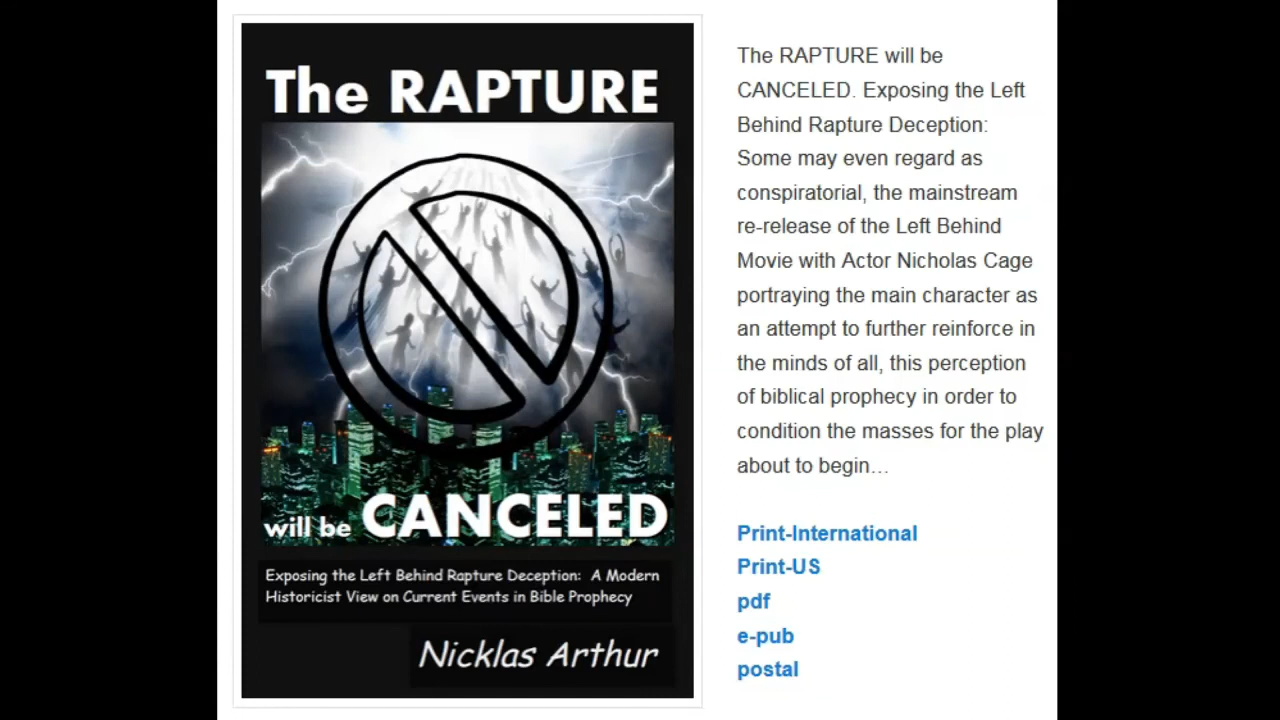 The RAPTURE
will be CANCELED
Exposing the Left Behind Rapture Deception: A Modern
Historicist View on Current Events in Bible Prophecy
Nicklas Arthur
The RAPTURE will be
CANCELED. Exposing the Left
Behind Rapture Deception:
Some may even regard as
conspiratorial, the mainstream
re-release of the Left Behind
Movie with Actor Nicholas Cage
portraying the main character as
an attempt to further reinforce in
the minds of all, this perception
of biblical prophecy in order to
condition the masses for the play
about to begin…
Print-International
Print-US
pdf
e-pub
postal